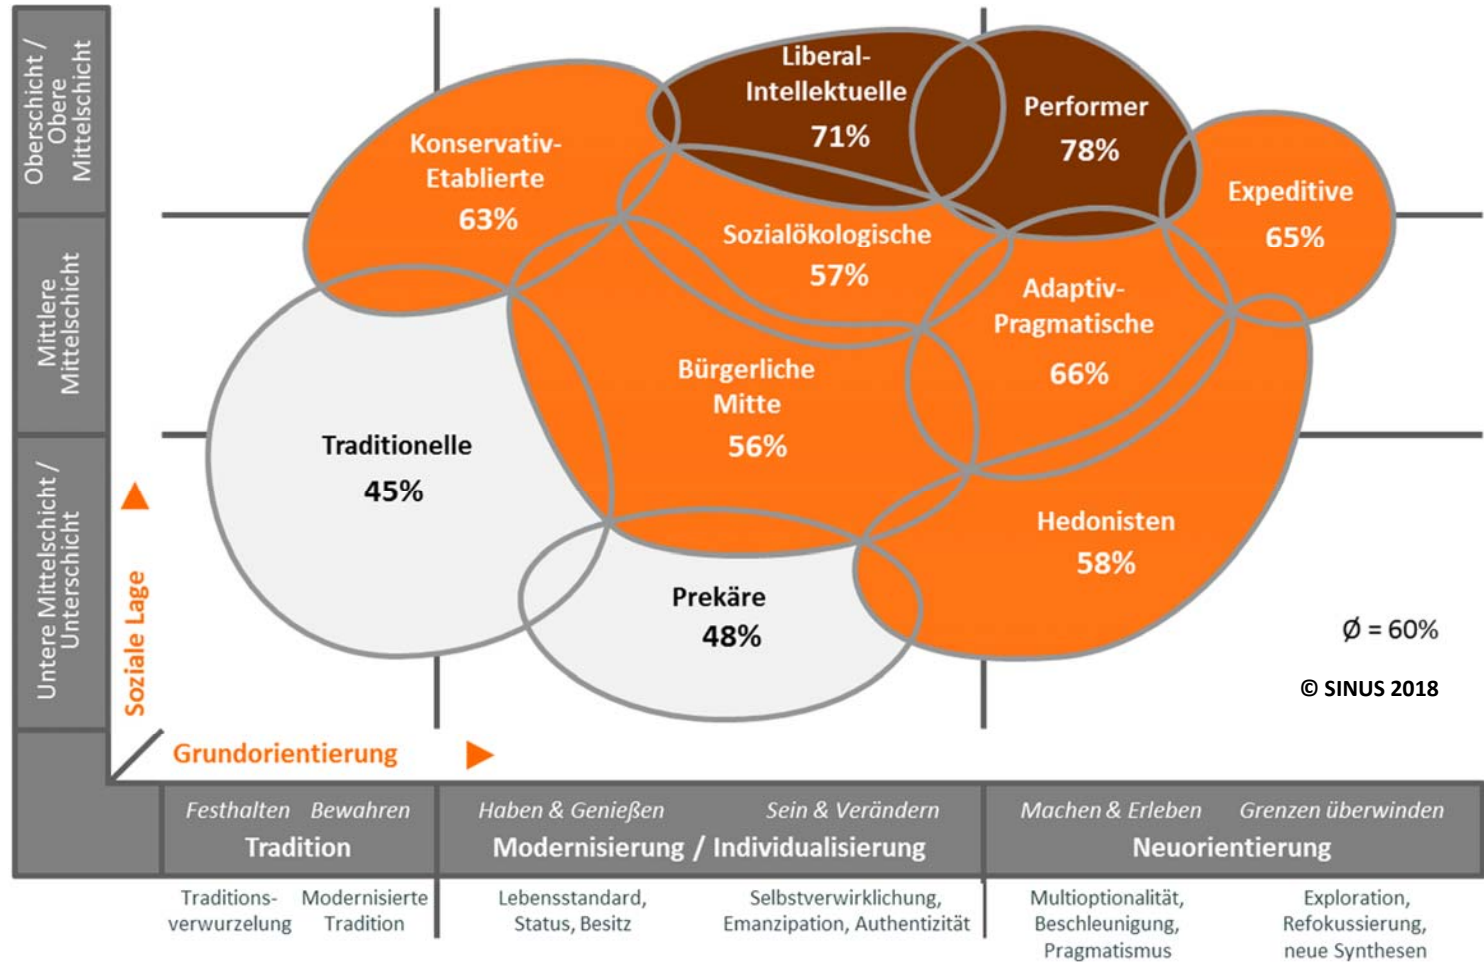 Oberschicht /
Obere
Mittelschicht
Mittlere
Mittelschicht
Untere Mittelschicht /
Unterschicht
Soziale Lage
Liberal-
Intellektuelle
71%
Performer
78%
Konservativ-
Etablierte
63%
Expeditive
65%
Sozialökologische
57%
Adaptiv-
Pragmatische
66%
Bürgerliche
Mitte
56%
Traditionelle
45%
Hedonisten
58%
Prekäre
48%
Ø = 60%
© SINUS 2018
Grundorientierung
Festhalten Bewahren
Tradition
Haben & Genießen Sein & Verändern
Modernisierung / Individualisierung
Machen & Erleben Grenzen überwinden
Neuorientierung
Traditions-
verwurzelung
Modernisierte
Tradition
Lebensstandard,
Status, Besitz
Selbstverwirklichung,
Emanzipation, Authentizität
Multioptionalität,
Beschleunigung,
Pragmatismus
Exploration,
Refokussierung,
neue Synthesen